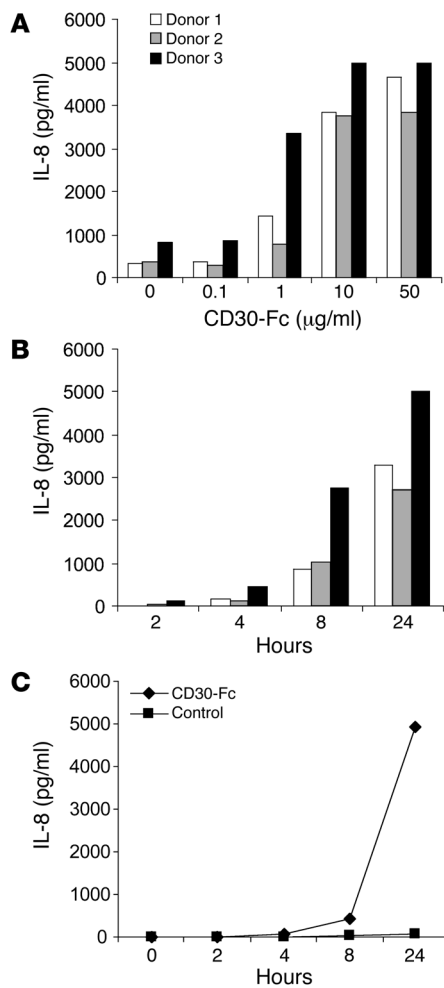 A
Donor 1
Donor 2
Donor 3
IL-8 (pg/ml)
6000
5000
4000
3000
2000
1000
0
0 0.1 1 10 50
CD30-Fc (μg/ml)
B
IL-8 (pg/ml)
6000
5000
4000
3000
2000
1000
0
2 4 8 24
Hours
C
CD30-Fc
Control
IL-8 (pg/ml)
6000
5000
4000
3000
2000
1000
0
0 2 4 8 24
Hours